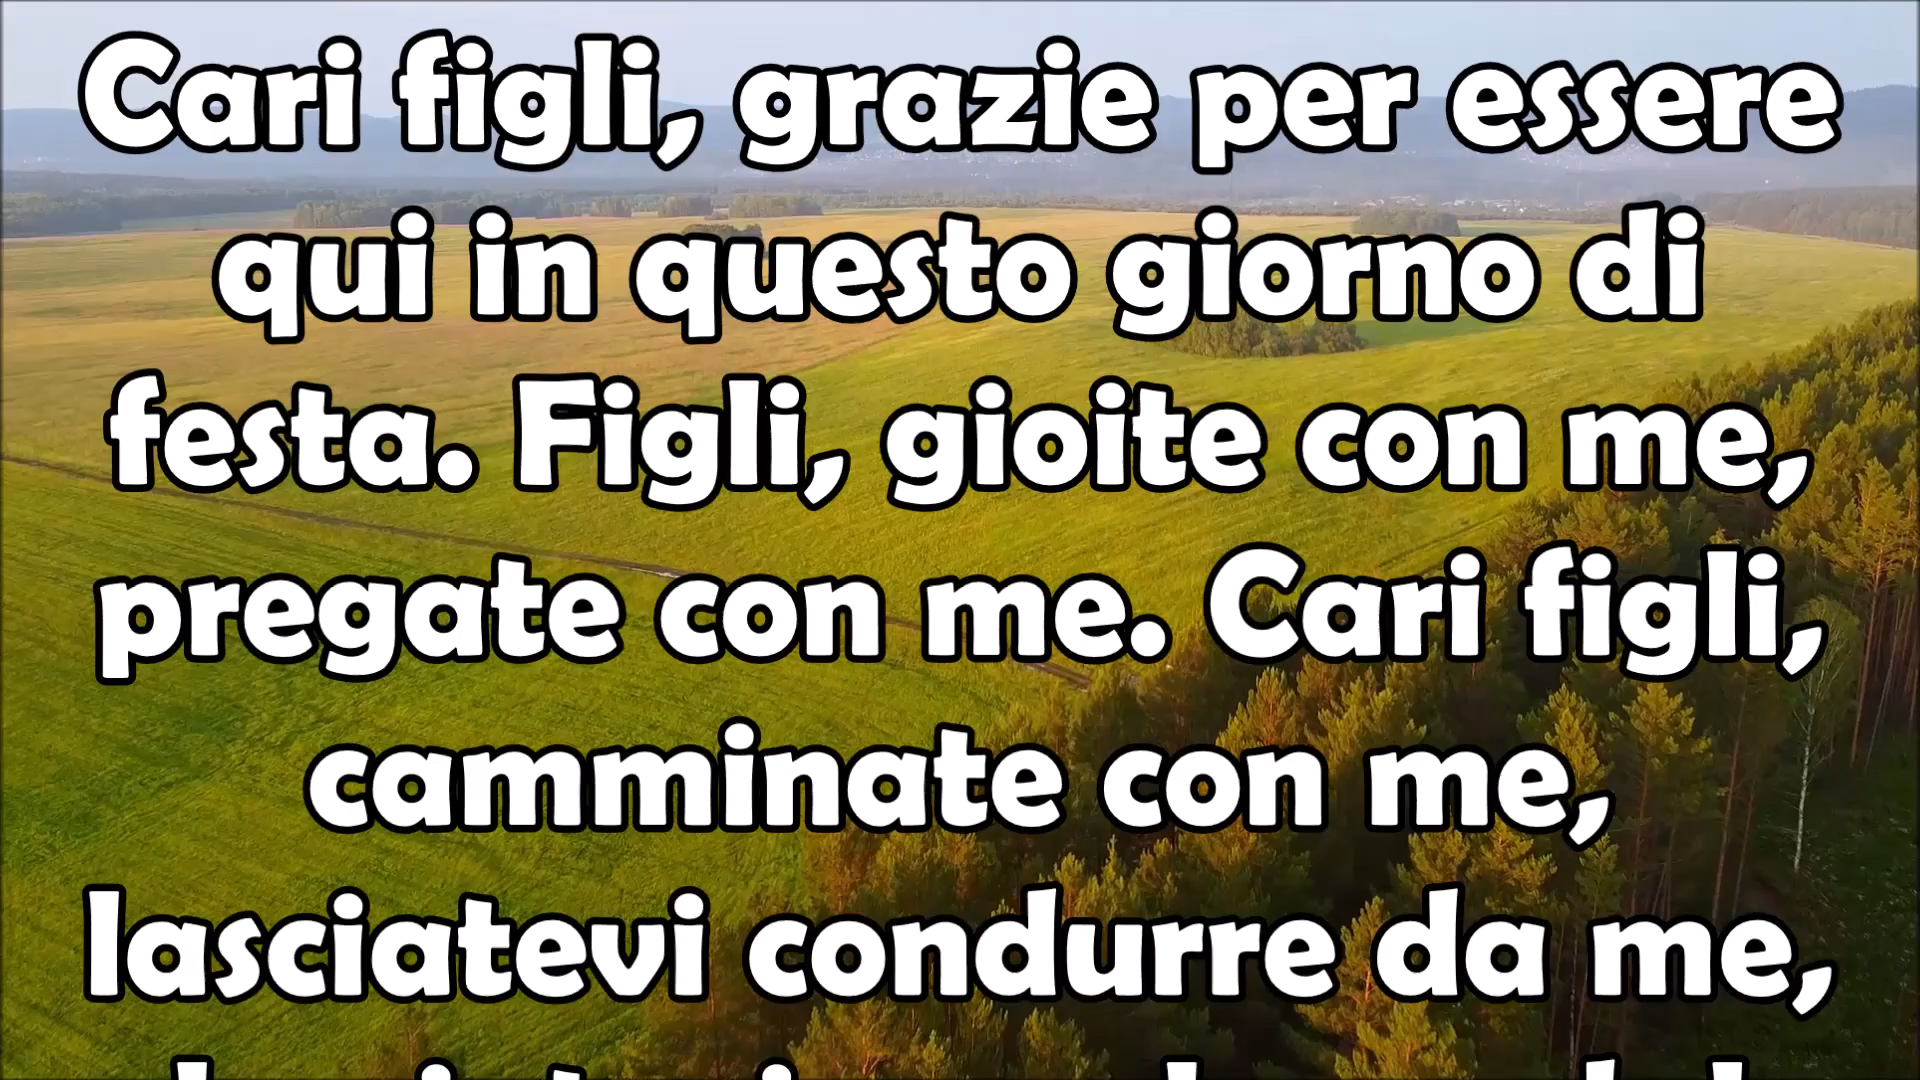 Cari figli, grazie per essere
qui in questo giorno di
festa. Figli, gioite con me,
pregate con me. Cari figli,
camminate con me,
lasciatevi condurre da me,